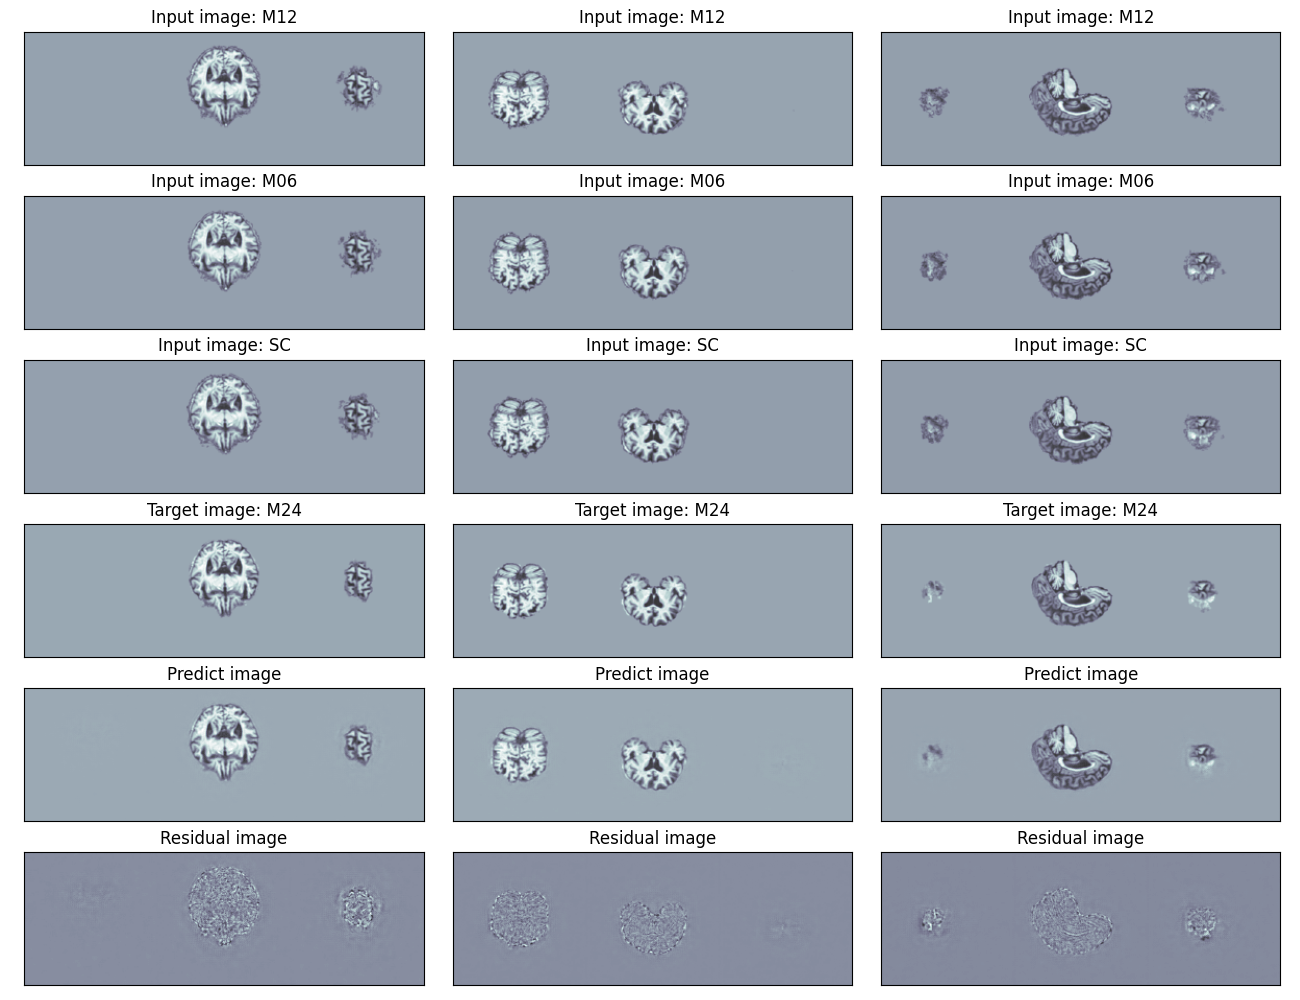 Input image: M12 Input image: M12 Input image: M12
Input image: M06 Input image: M06 Input image: M06
Input image: SC Input image: SC Input image: SC
Target image: M24 Target image: M24 Target image: M24
Predict image Predict image Predict image
Residual image Residual image Residual image